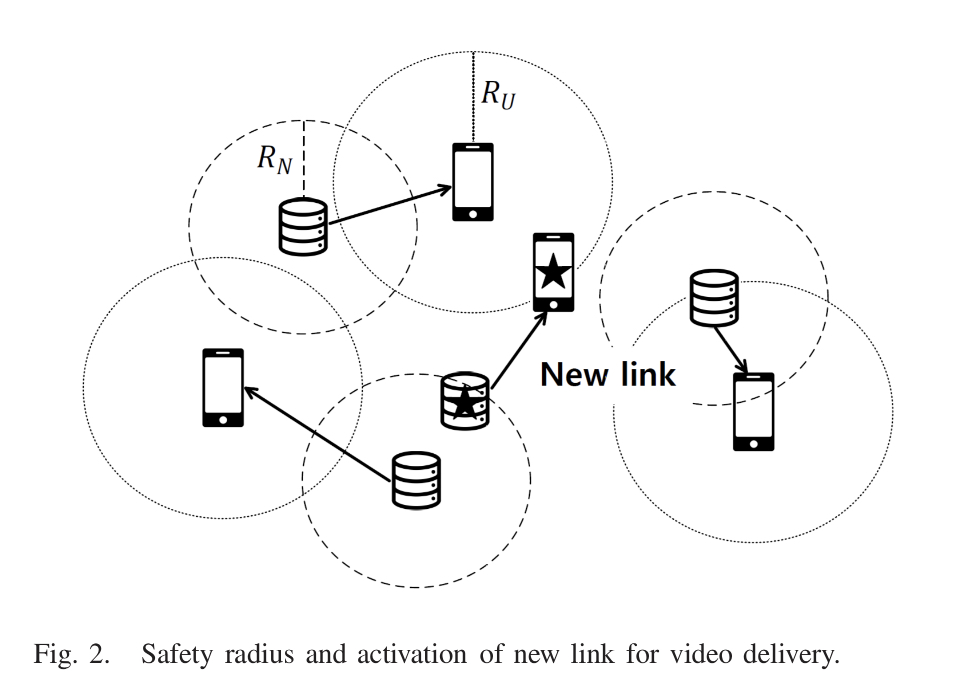 R_U
R_N
New link
Fig. 2. Safety radius and activation of new link for video delivery.